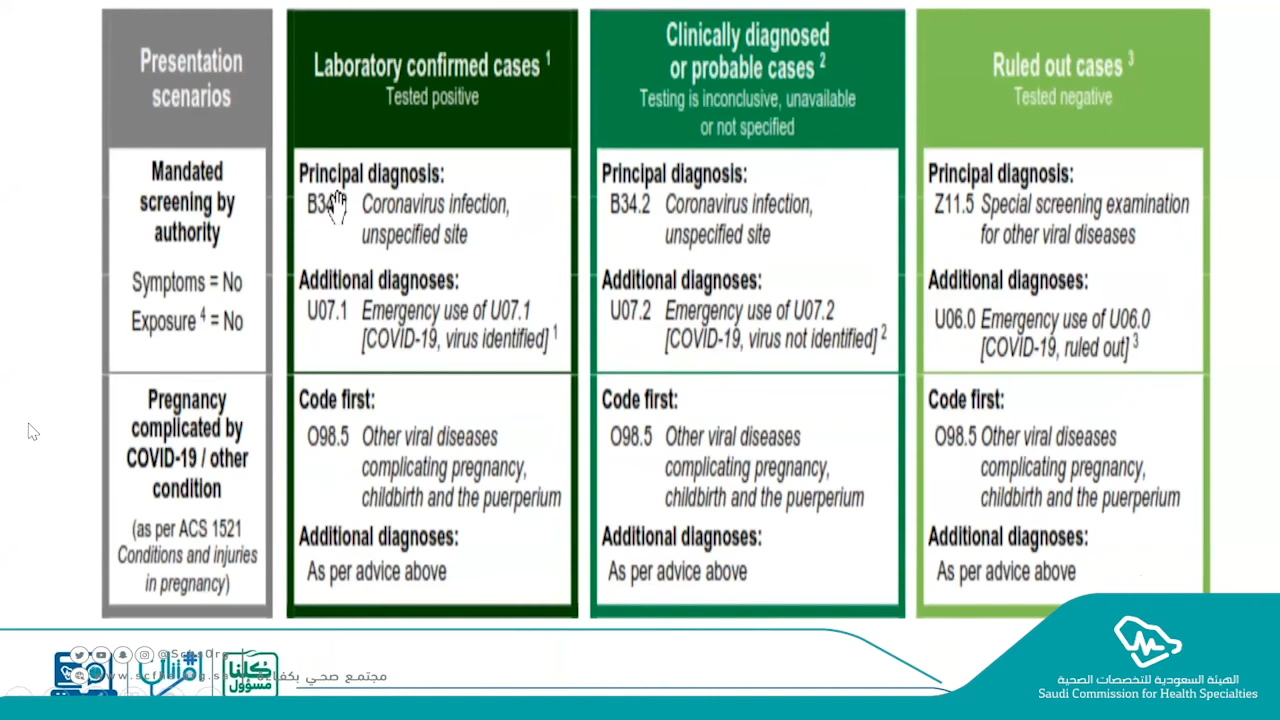 Presentation
scenarios
Laboratory confirmed cases 1
Tested positive
Clinically diagnosed
or probable cases 2
Testing is inconclusive, unavailable
or not specified
Ruled out cases 3
Tested negative
Mandated
screening by
authority
Symptoms = No
Exposure 4 = No
Principal diagnosis:
B34. Coronavirus infection,
unspecified site
Additional diagnoses:
U07.1 Emergency use of U07.1
[COVID-19, virus identified] 1
Principal diagnosis:
B34.2 Coronavirus infection,
unspecified site
Additional diagnoses:
U07.2 Emergency use of U07.2
[COVID-19, virus not identified] 2
Principal diagnosis:
Z11.5 Special screening examination
for other viral diseases
Additional diagnoses:
U06.0 Emergency use of U06.0
[COVID-19, ruled out] 3
Pregnancy
complicated by
COVID-19 / other
condition
(as per ACS 1521
Conditions and injuries
in pregnancy)
Code first:
O98.5 Other viral diseases
complicating pregnancy,
childbirth and the puerperium
Additional diagnoses:
As per advice above
Code first:
O98.5 Other viral diseases
complicating pregnancy,
childbirth and the puerperium
Additional diagnoses:
As per advice above
Code first:
O98.5 Other viral diseases
complicating pregnancy,
childbirth and the puerperium
Additional diagnoses:
As per advice above
كلنا
مسؤول
مجتمع صحي
الهيئة السعودية للتخصصات الصحية
Saudi Commission for Health Specialties